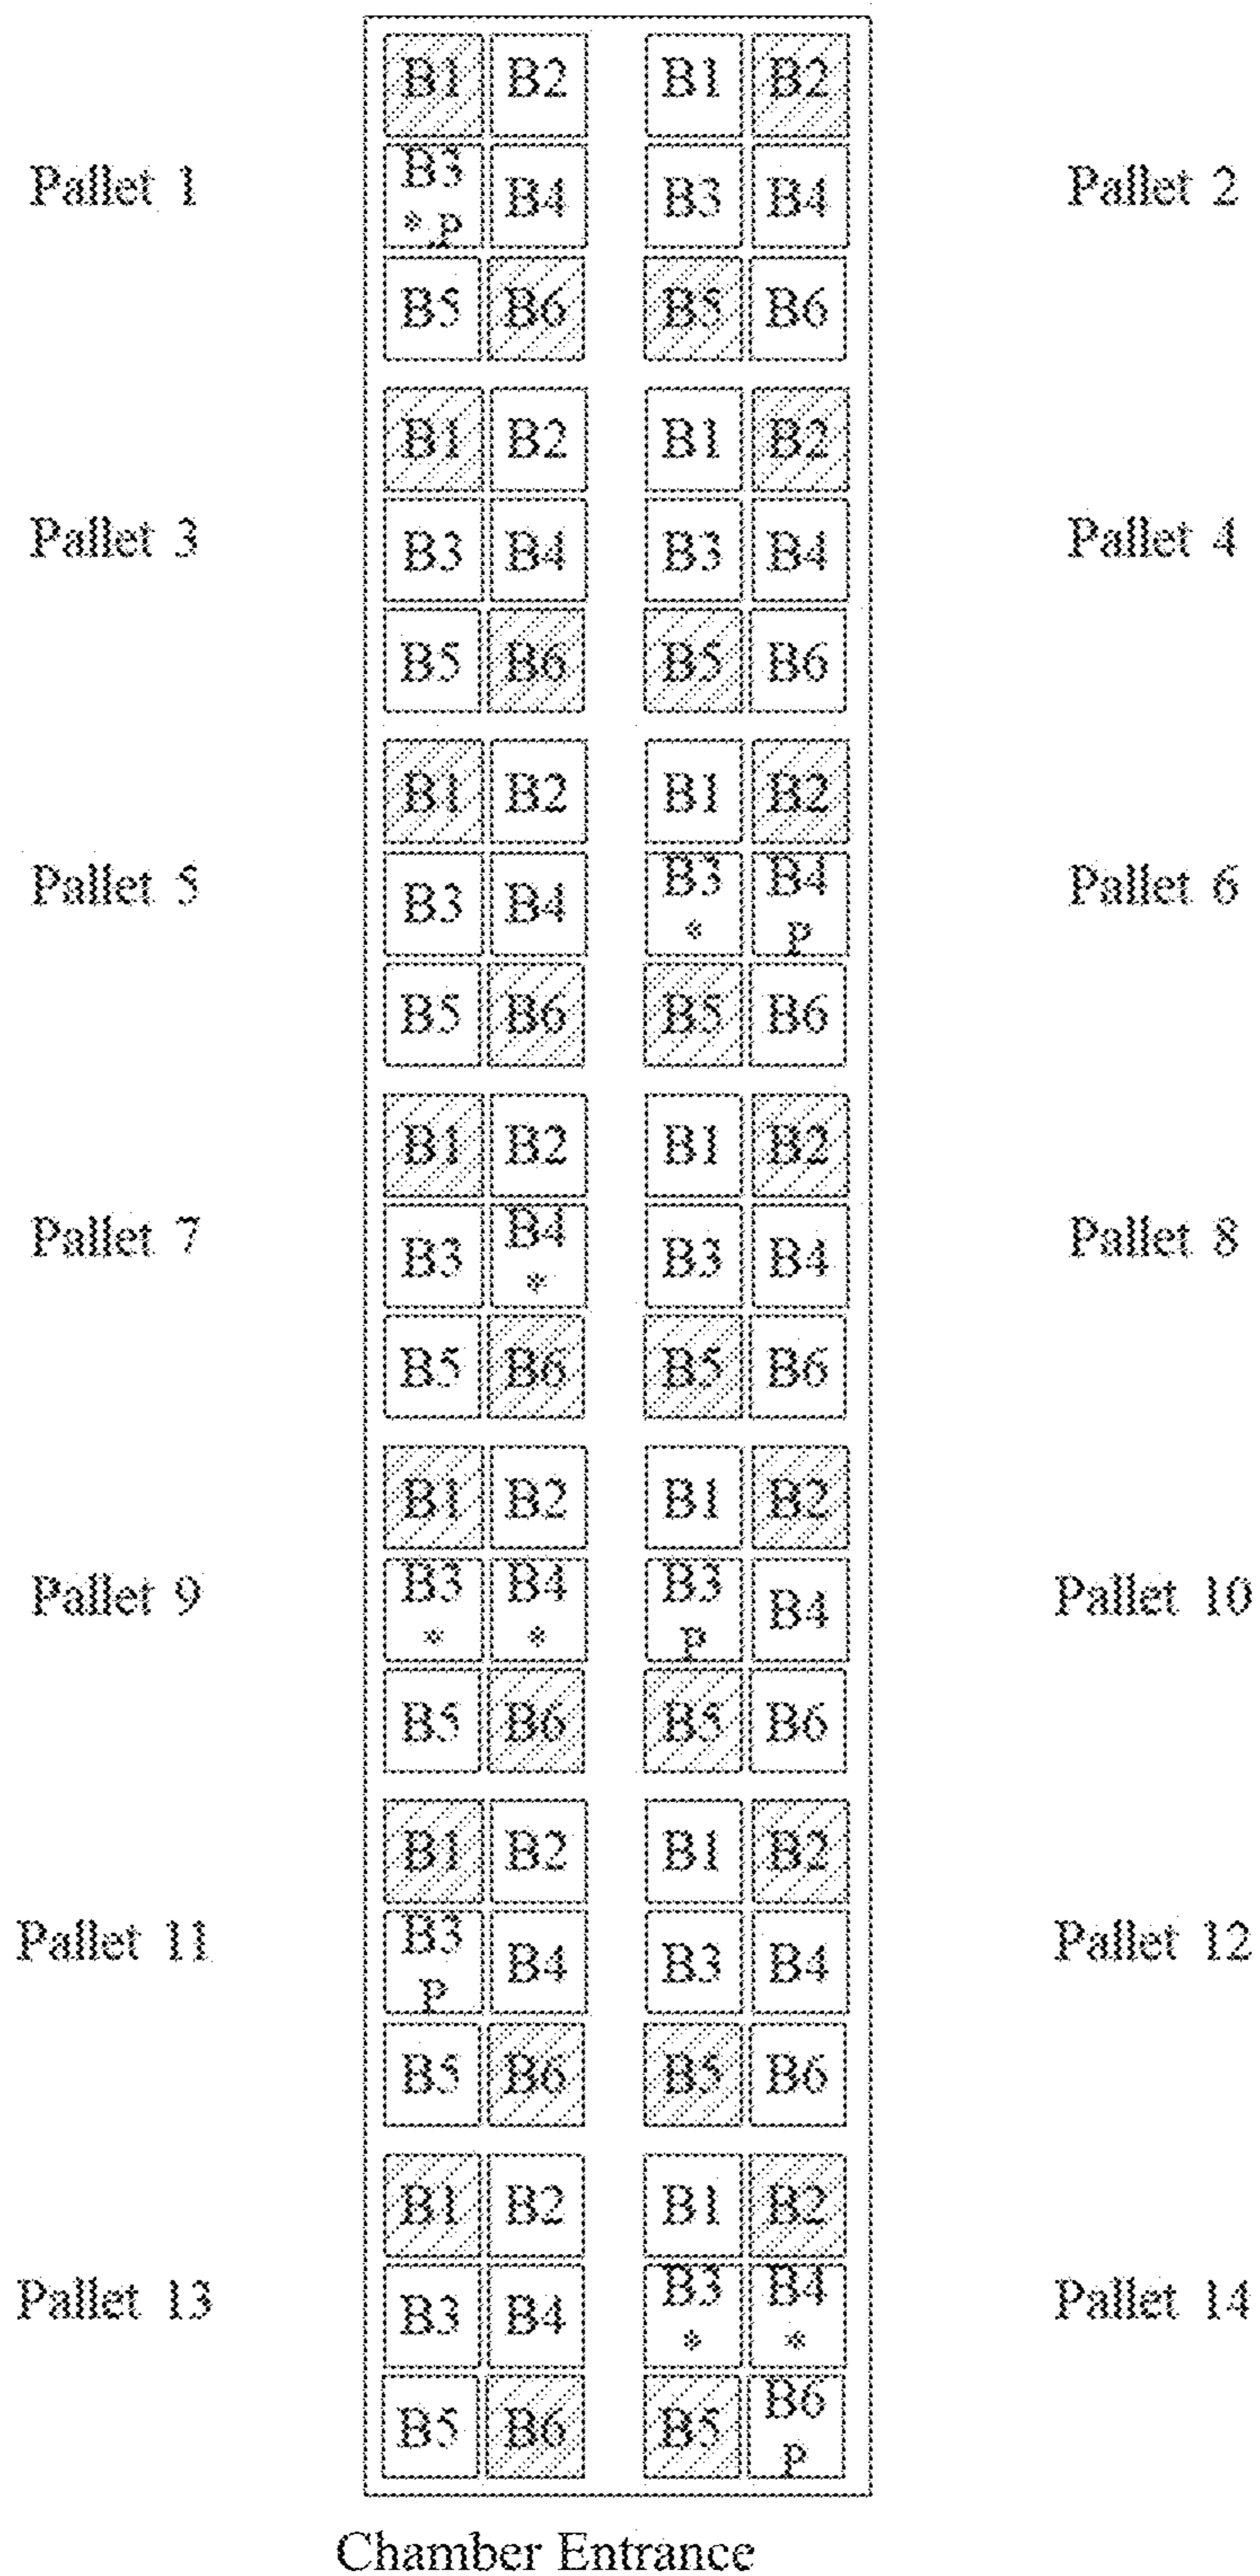 B1 B2 B1 B2
Pallet 1 B3 B4 B3 B4 Pallet 2
* P
B5 B6 B5 B6
B1 B2 B1 B2
Pallet 3 B3 B4 B3 B4 Pallet 4
B5 B6 B5 B6
B1 B2 B1 B2
Pallet 5 B3 B4 B3 B4 Pallet 6
* P
B5 B6 B5 B6
B1 B2 B1 B2
Pallet 7 B3 B4 B3 B4 Pallet 8
*
B5 B6 B5 B6
B1 B2 B1 B2
Pallet 9 B3 B4 B3 B4 Pallet 10
* * P
B5 B6 B5 B6
B1 B2 B1 B2
Pallet 11 B3 B4 B3 B4 Pallet 12
P
B5 B6 B5 B6
B1 B2 B1 B2
Pallet 13 B3 B4 B3 B4 Pallet 14
* *
B5 B6 B5 B6
P
Chamber Entrance